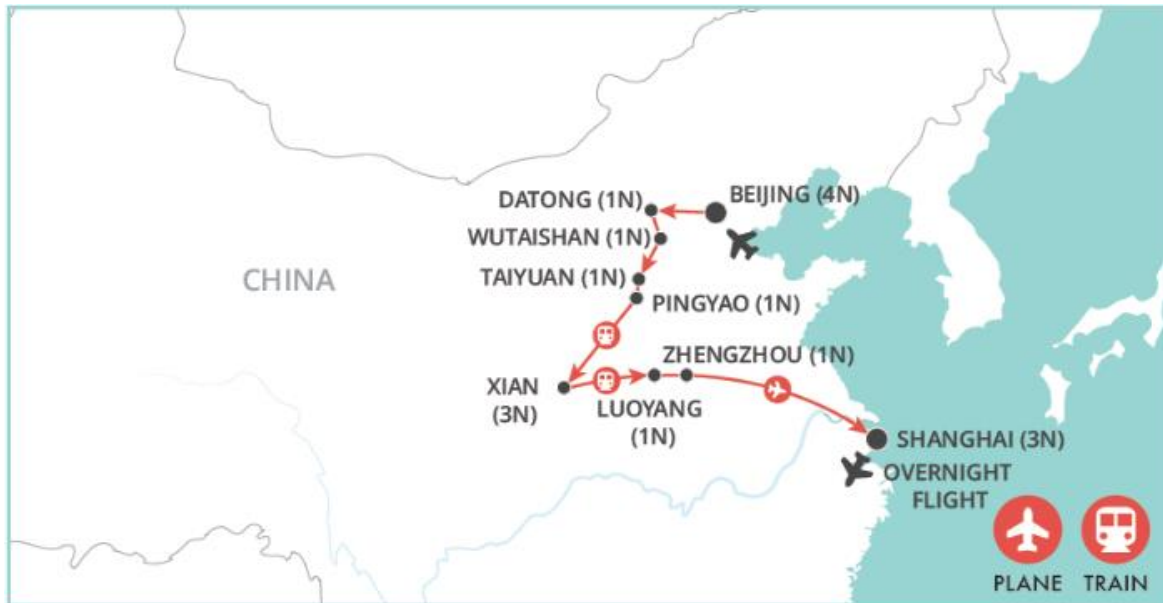 BEIJING (4N)
DATONG (1N)
WUTAISHAN (1N)
CHINA
TAIYUAN (1N)
PINGYAO (1N)
ZHENGZHOU (1N)
XIAN
(3N)
LUOYANG
(1N)
SHANGHAI (3N)
OVERNIGHT
FLIGHT
PLANE
TRAIN